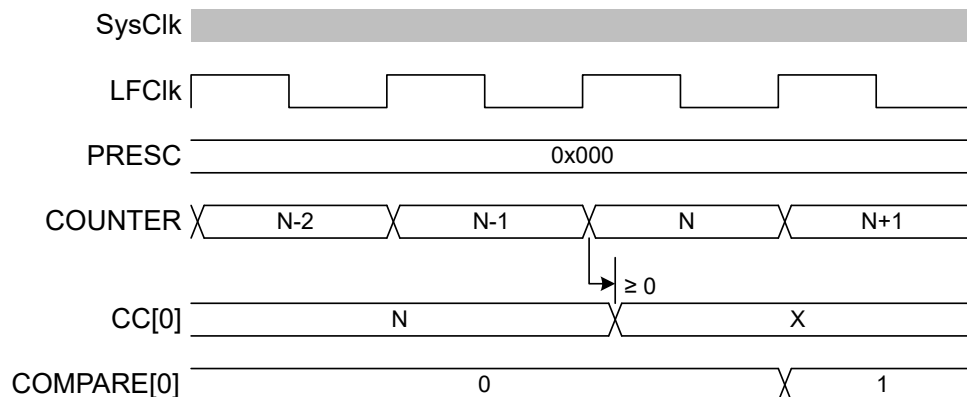 SysClk
LFClk
PRESC 0x000
COUNTER N-2 N-1 N N+1
≥ 0
CC[0] N X
COMPARE[0] 0 1